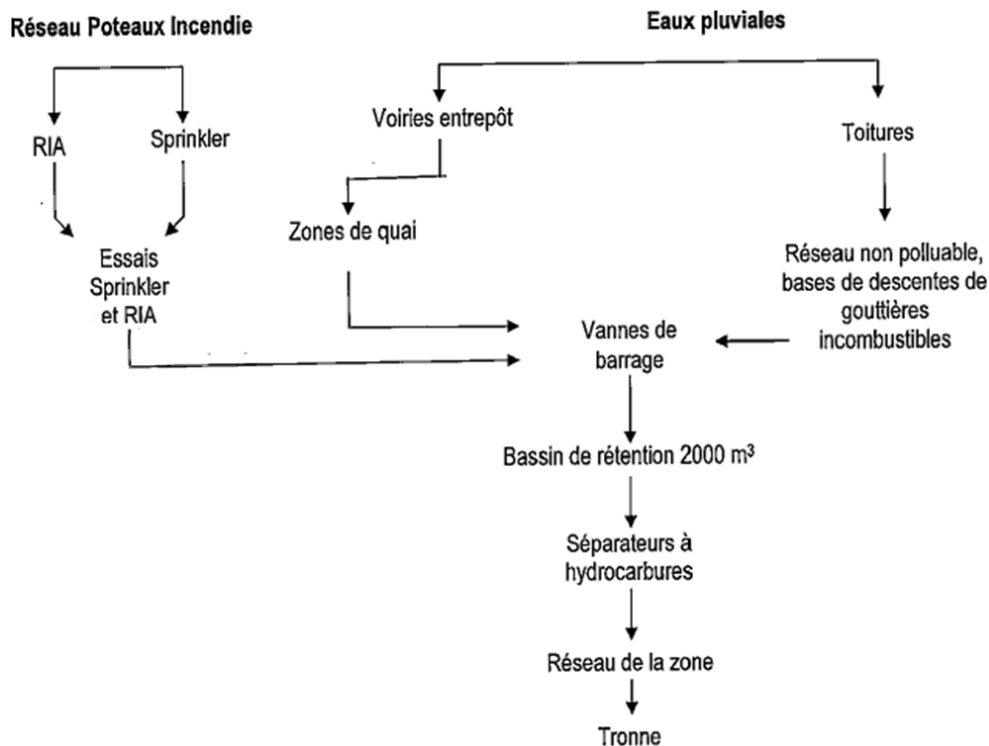 Réseau Poteaux Incendie
Eaux pluviales
RIA
Sprinkler
Voiries entrepôt
Toitures
Zones de quai
Essais
Sprinkler
et RIA
Réseau non polluable,
bases de descentes de
gouttières
incombustibles
Vannes de
barrage
Bassin de rétention 2000 m³
Séparateurs à
hydrocarbures
Réseau de la zone
Tronne